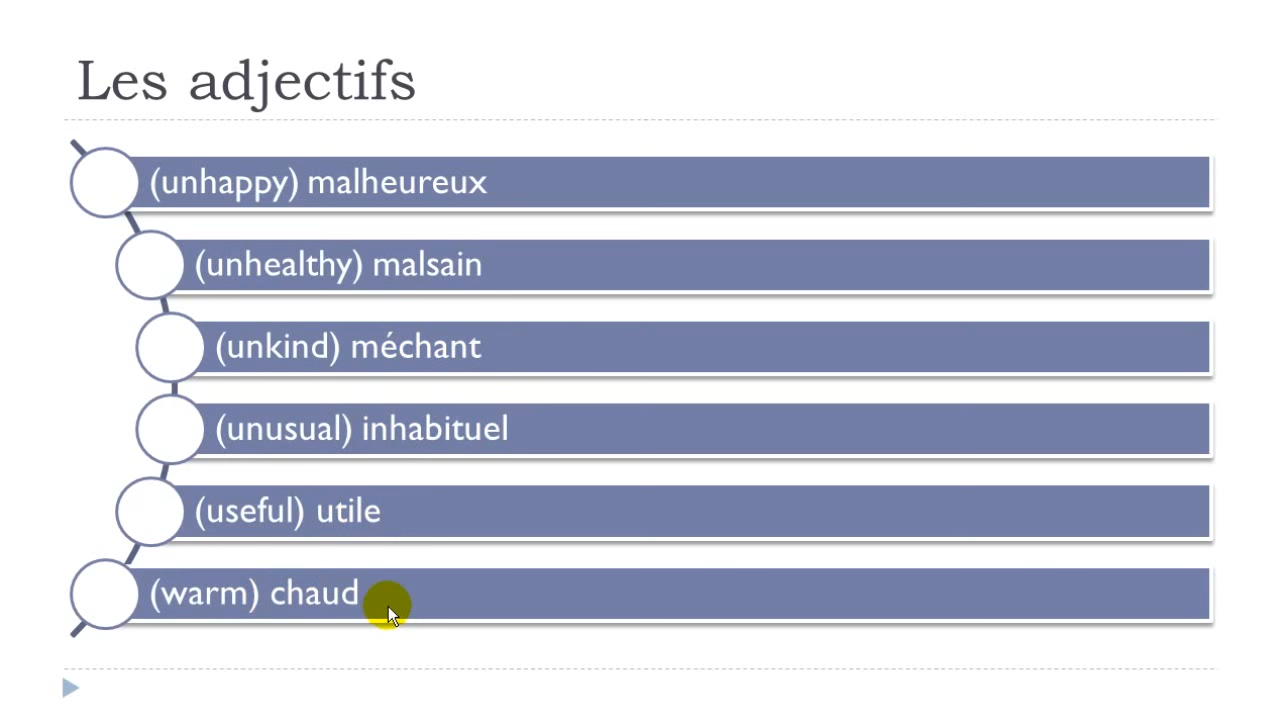 Les adjectifs
(unhappy) malheureux
(unhealthy) malsain
(unkind) méchant
(unusual) inhabituel
(useful) utile
(warm) chaud